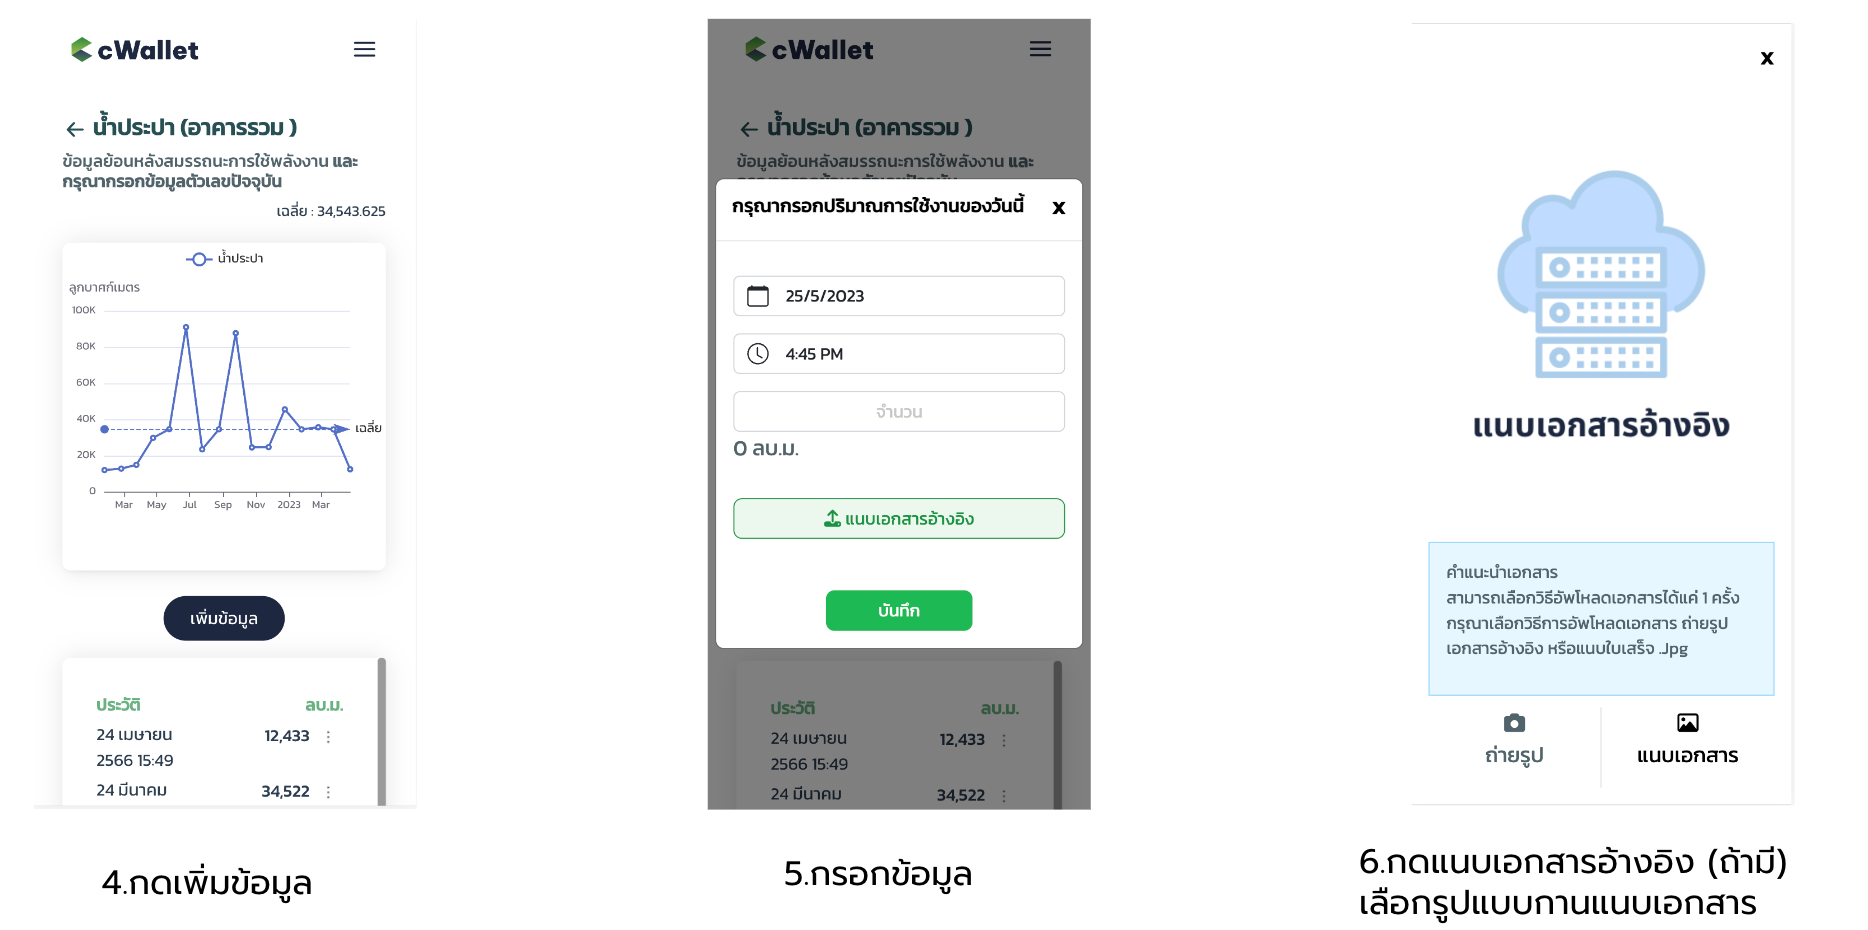 cWallet
← น้ำประปา (อาคารรวม )
ข้อมูลย้อนหลังสมรรถนะการใช้พลังงาน และ
กรุณากรอกข้อมูลตัวเลขปัจจุบัน
เฉลี่ย : 34,543.625
น้ำประปา
ลูกบาศก์เมตร
100K
80K
60K
40K
20K
0
เฉลี่ย
Mar May Jul Sep Nov 2023 Mar
เพิ่มข้อมูล
ประวัติ ลบ.ม.
24 เมษายน 12,433
2566 15:49
24 มีนาคม 34,522
4.กดเพิ่มข้อมูล
cWallet
← น้ำประปา (อาคารรวม )
ข้อมูลย้อนหลังสมรรถนะการใช้พลังงาน และ
กรุณากรอกปริมาณการใช้งานของวันนี้ x
25/5/2023
4:45 PM
จำนวน
0 ลบ.ม.
แนบเอกสารอ้างอิง
บันทึก
ประวัติ ลบ.ม.
24 เมษายน 12,433
2566 15:49
24 มีนาคม 34,522
5.กรอกข้อมูล
x
แนบเอกสารอ้างอิง
คำแนะนำเอกสาร
สามารถเลือกวิธีอัพโหลดเอกสารได้แค่ 1 ครั้ง
กรุณาเลือกวิธีการอัพโหลดเอกสาร ถ่ายรูป
เอกสารอ้างอิง หรือแนบใบเสร็จ .Jpg
ถ่ายรูป แนบเอกสาร
6.กดแนบเอกสารอ้างอิง (ถ้ามี)
เลือกรูปแบบกานแนบเอกสาร